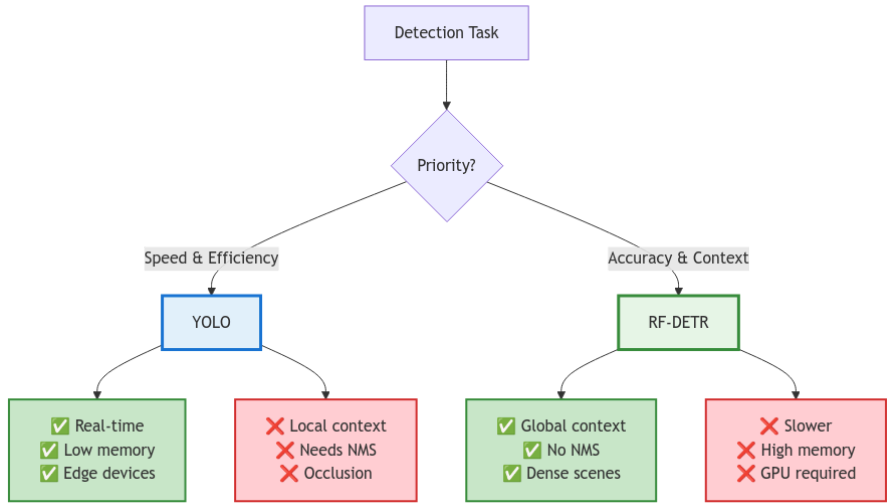 Detection Task
Priority?
Speed & Efficiency
Accuracy & Context
YOLO
RF-DETR
✅ Real-time
✅ Low memory
✅ Edge devices
❌ Local context
❌ Needs NMS
❌ Occlusion
✅ Global context
✅ No NMS
✅ Dense scenes
❌ Slower
❌ High memory
❌ GPU required